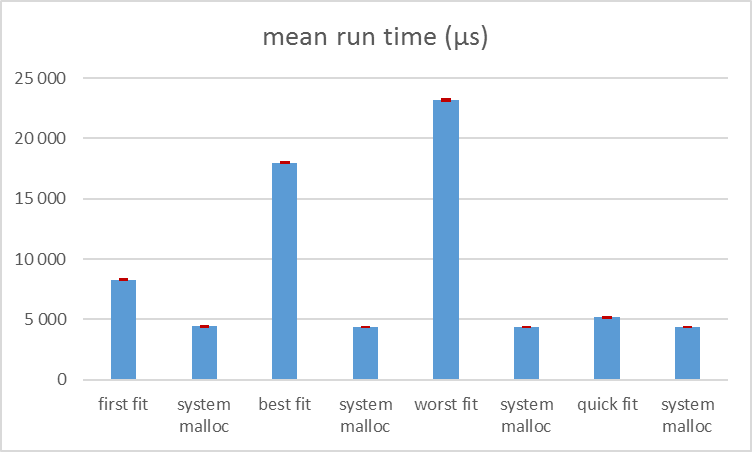 mean run time (µs)
25 000
20 000
15 000
10 000
5 000
0
first fit
system malloc
best fit
system malloc
worst fit
system malloc
quick fit
system malloc